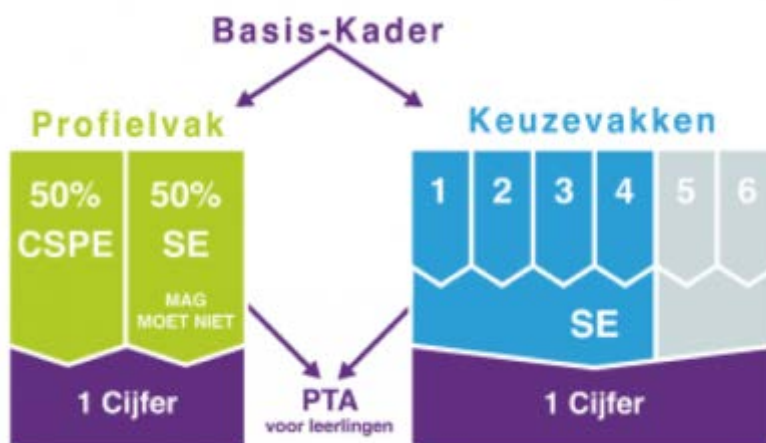 Basis-Kader
Profielvak
50%
CSPE
50%
SE
MAG
MOET NIET
1 Cijfer
PTA
voor leerlingen
Keuzevakken
1 2 3 4 5 6
SE
1 Cijfer